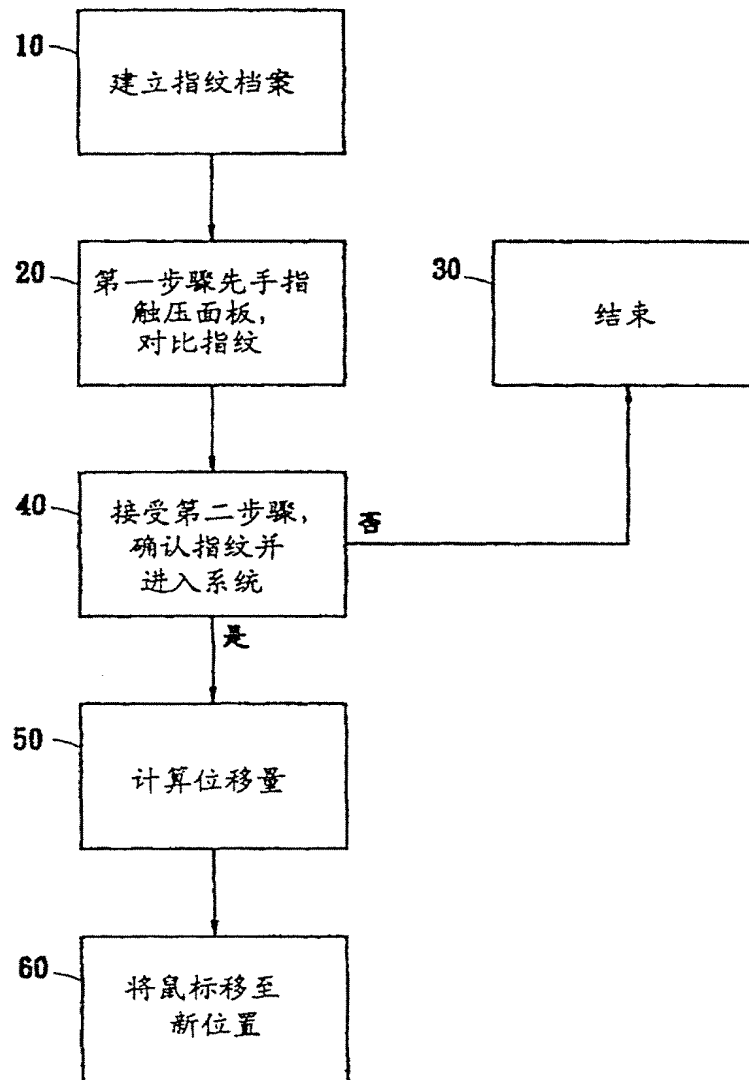 10
建立指纹档案
20
第一步骤先手指
触压面板,
对比指纹
30
结束
40
接受第二步骤,
确认指纹并
进入系统
否
是
50
计算位移量
60
将鼠标移至
新位置